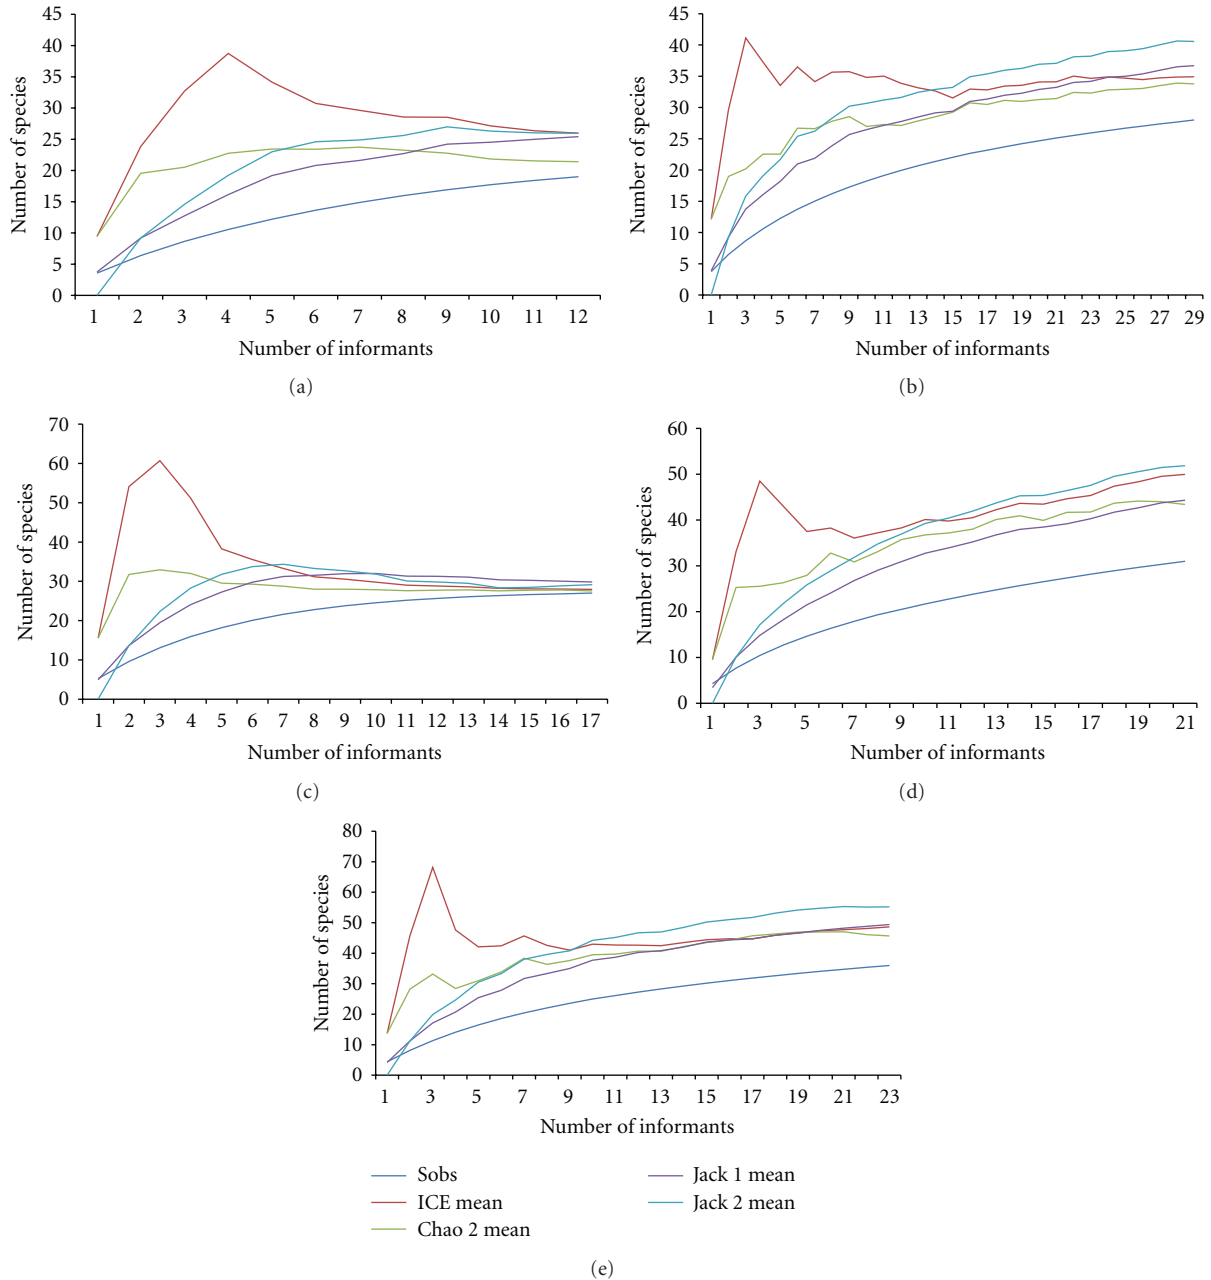 45
40
35
30
25
20
15
10
5
0
Number of species
1 2 3 4 5 6 7 8 9 10 11 12
Number of informants
(a)
45
40
35
30
25
20
15
10
5
0
Number of species
1 3 5 7 9 11 13 15 17 19 21 23 25 27 29
Number of informants
(b)
70
60
50
40
30
20
10
0
Number of species
1 2 3 4 5 6 7 8 9 10 11 12 13 14 15 16 17
Number of informants
(c)
60
50
40
30
20
10
0
Number of species
1 3 5 7 9 11 13 15 17 19 21
Number of informants
(d)
80
70
60
50
40
30
20
10
0
Number of species
1 3 5 7 9 11 13 15 17 19 21 23
Number of informants
Sobs
ICE mean
Chao 2 mean
Jack 1 mean
Jack 2 mean
(e)